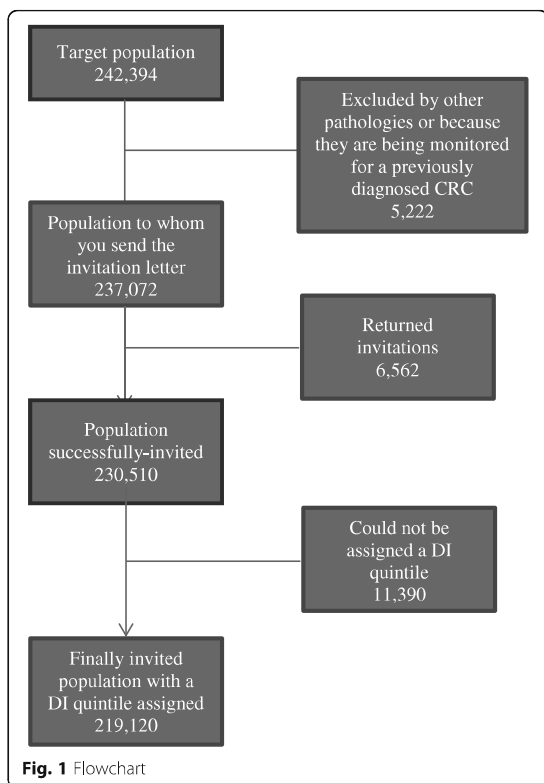 Target population
242,394
Excluded by other
pathologies or because
they are being monitored
for a previously
diagnosed CRC
5,222
Population to whom
you send the
invitation letter
237,072
Returned
invitations
6,562
Population
successfully-invited
230,510
Could not be
assigned a DI
quintile
11,390
Finally invited
population with a
DI quintile assigned
219,120
Fig. 1 Flowchart